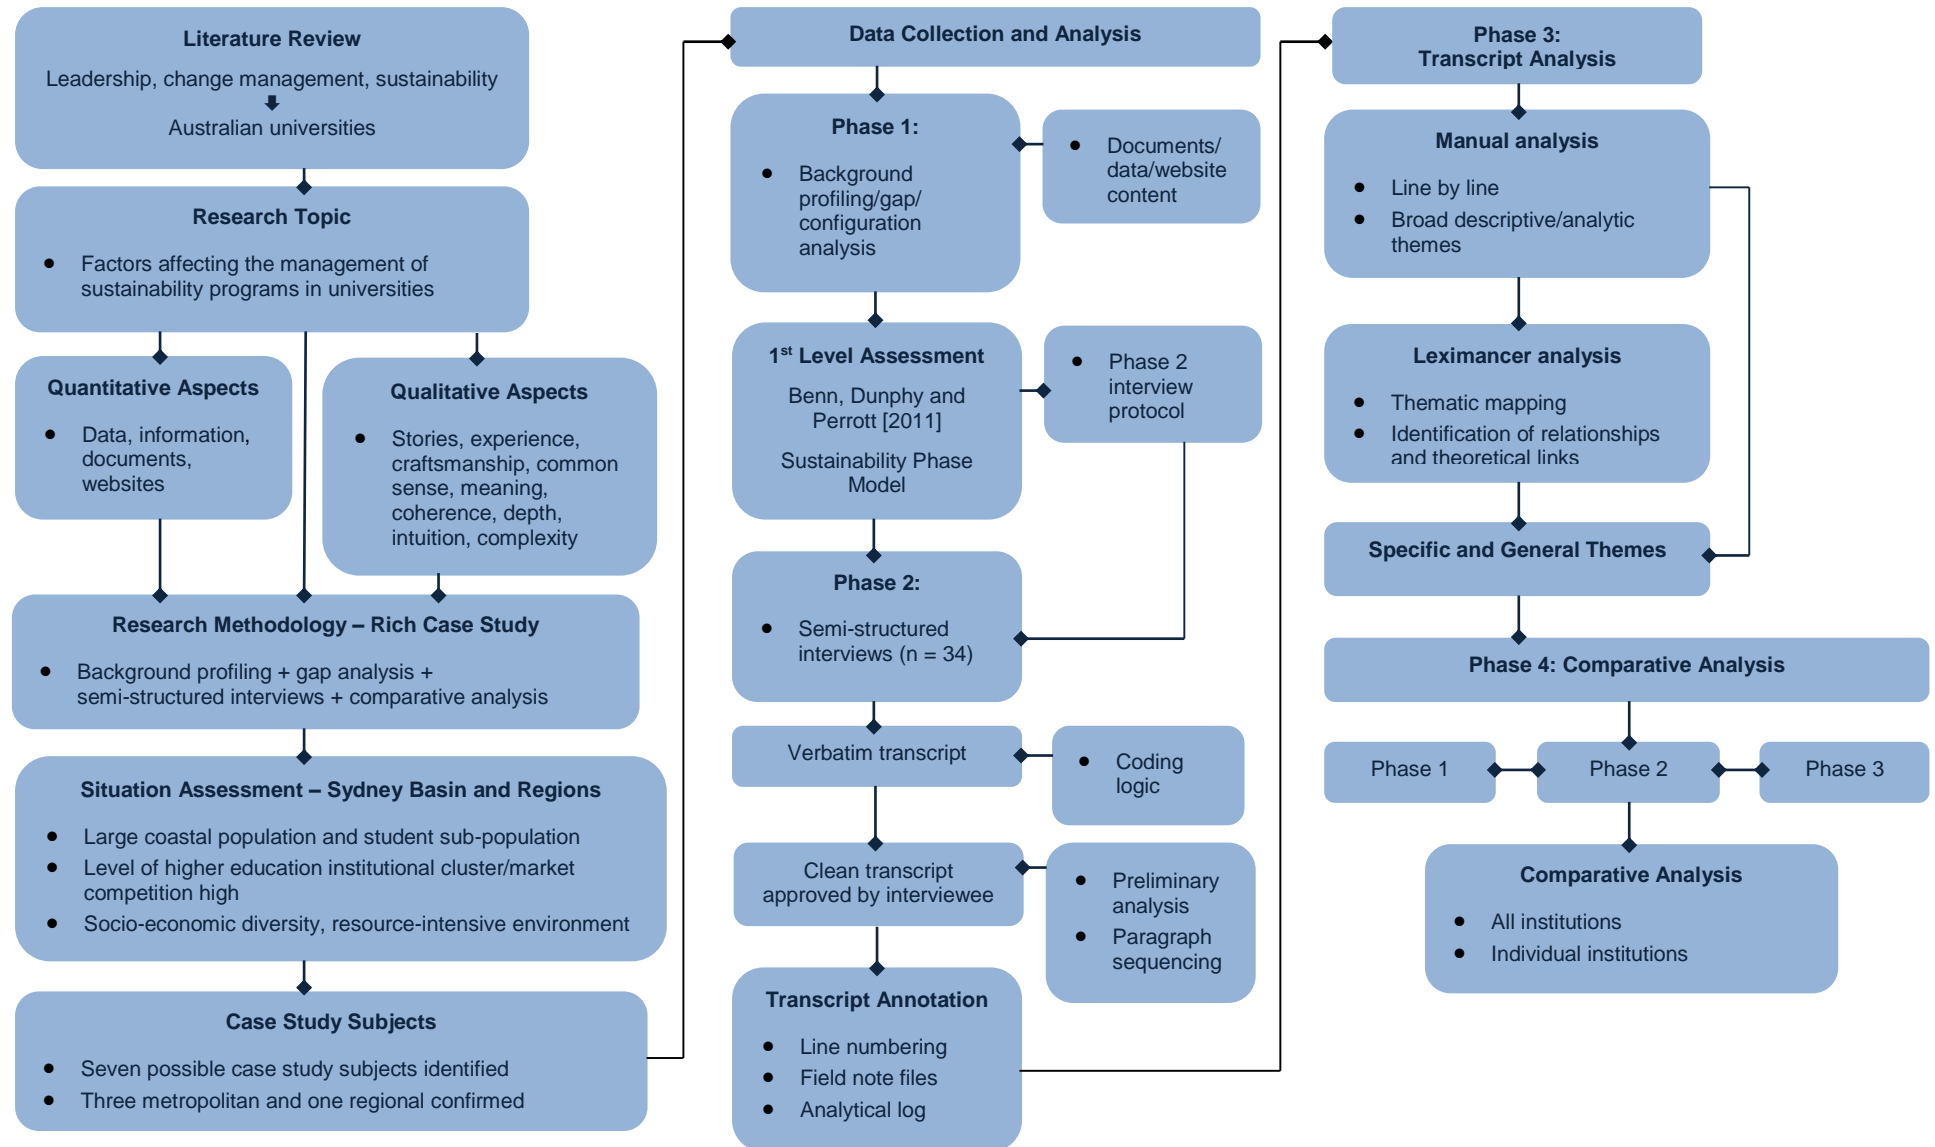 Literature Review
Leadership, change management, sustainability
Australian universities
Research Topic
● Factors affecting the management of
sustainability programs in universities
Quantitative Aspects
● Data, information,
documents,
websites
Qualitative Aspects
● Stories, experience,
craftsmanship, common
sense, meaning,
coherence, depth,
intuition, complexity
Research Methodology – Rich Case Study
● Background profiling + gap analysis +
semi-structured interviews + comparative analysis
Situation Assessment – Sydney Basin and Regions
● Large coastal population and student sub-population
● Level of higher education institutional cluster/market
competition high
● Socio-economic diversity, resource-intensive environment
Case Study Subjects
● Seven possible case study subjects identified
● Three metropolitan and one regional confirmed
Data Collection and Analysis
Phase 1:
● Background
profiling/gap/
configuration
analysis
● Documents/
data/website
content
1st Level Assessment
Benn, Dunphy and
Perrott [2011]
Sustainability Phase
Model
● Phase 2
interview
protocol
Phase 2:
● Semi-structured
interviews (n = 34)
Verbatim transcript
● Coding
logic
Clean transcript
approved by interviewee
● Preliminary
analysis
● Paragraph
sequencing
Transcript Annotation
● Line numbering
● Field note files
● Analytical log
Phase 3:
Transcript Analysis
Manual analysis
● Line by line
● Broad descriptive/analytic
themes
Leximancer analysis
● Thematic mapping
● Identification of relationships
and theoretical links
Specific and General Themes
Phase 4: Comparative Analysis
Phase 1
Phase 2
Phase 3
Comparative Analysis
● All institutions
● Individual institutions